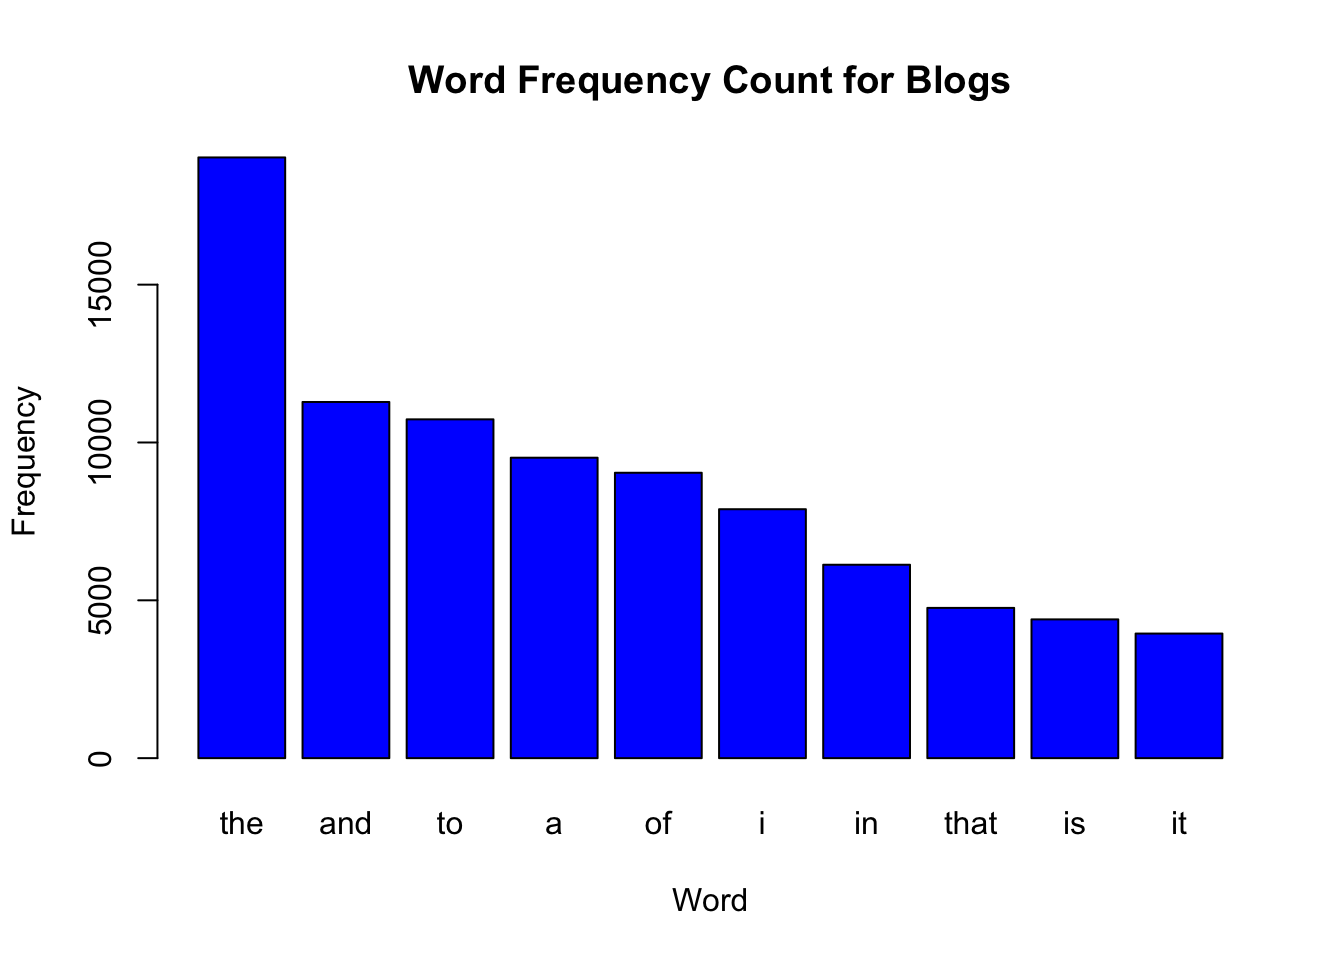 Word Frequency Count for Blogs
Frequency
15000
10000
5000
0
the and to a of i in that is it
Word